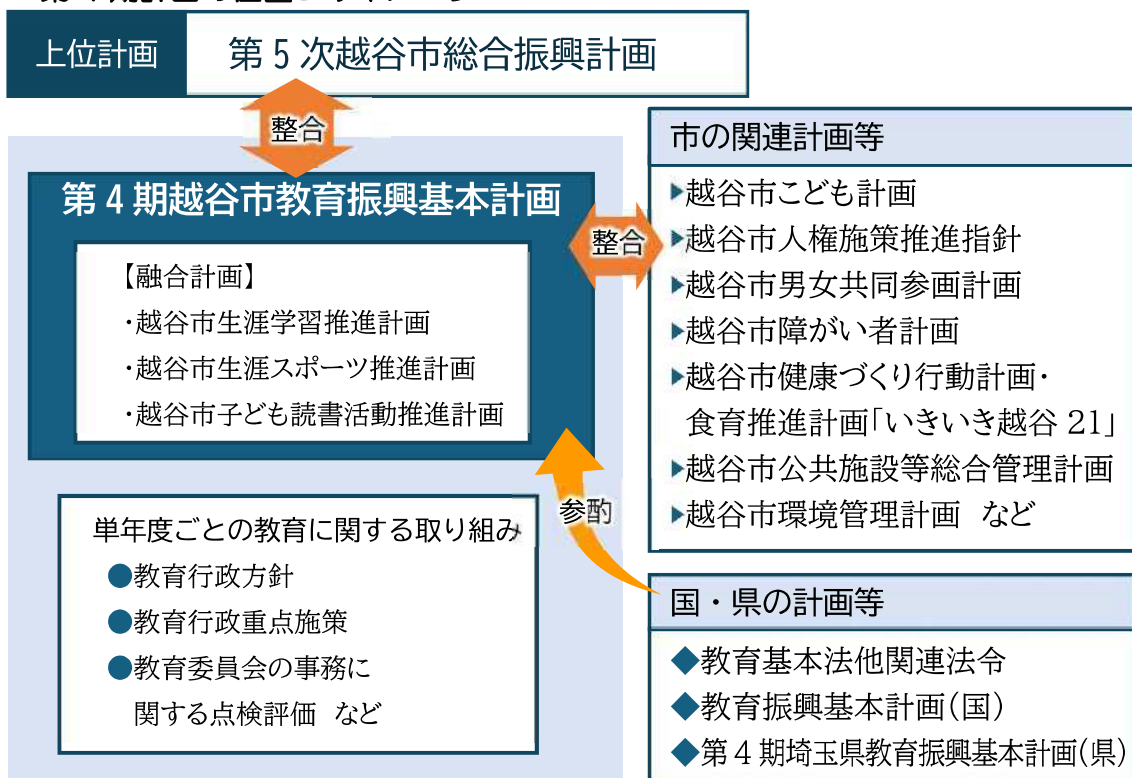 上位計画
第5次越谷市総合振興計画
整合
第4期越谷市教育振興基本計画
【融合計画】
・越谷市生涯学習推進計画
・越谷市生涯スポーツ推進計画
・越谷市子ども読書活動推進計画
単年度ごとの教育に関する取り組み
●教育行政方針
●教育行政重点施策
●教育委員会の事務に
関する点検評価 など
整合
市の関連計画等
▶越谷市こども計画
▶越谷市人権施策推進指針
▶越谷市男女共同参画計画
▶越谷市障がい者計画
▶越谷市健康づくり行動計画・
食育推進計画「いきいき越谷 21」
▶越谷市公共施設等総合管理計画
▶越谷市環境管理計画 など
参酌
国・県の計画等
◆教育基本法他関連法令
◆教育振興基本計画(国)
◆第4期埼玉県教育振興基本計画(県)